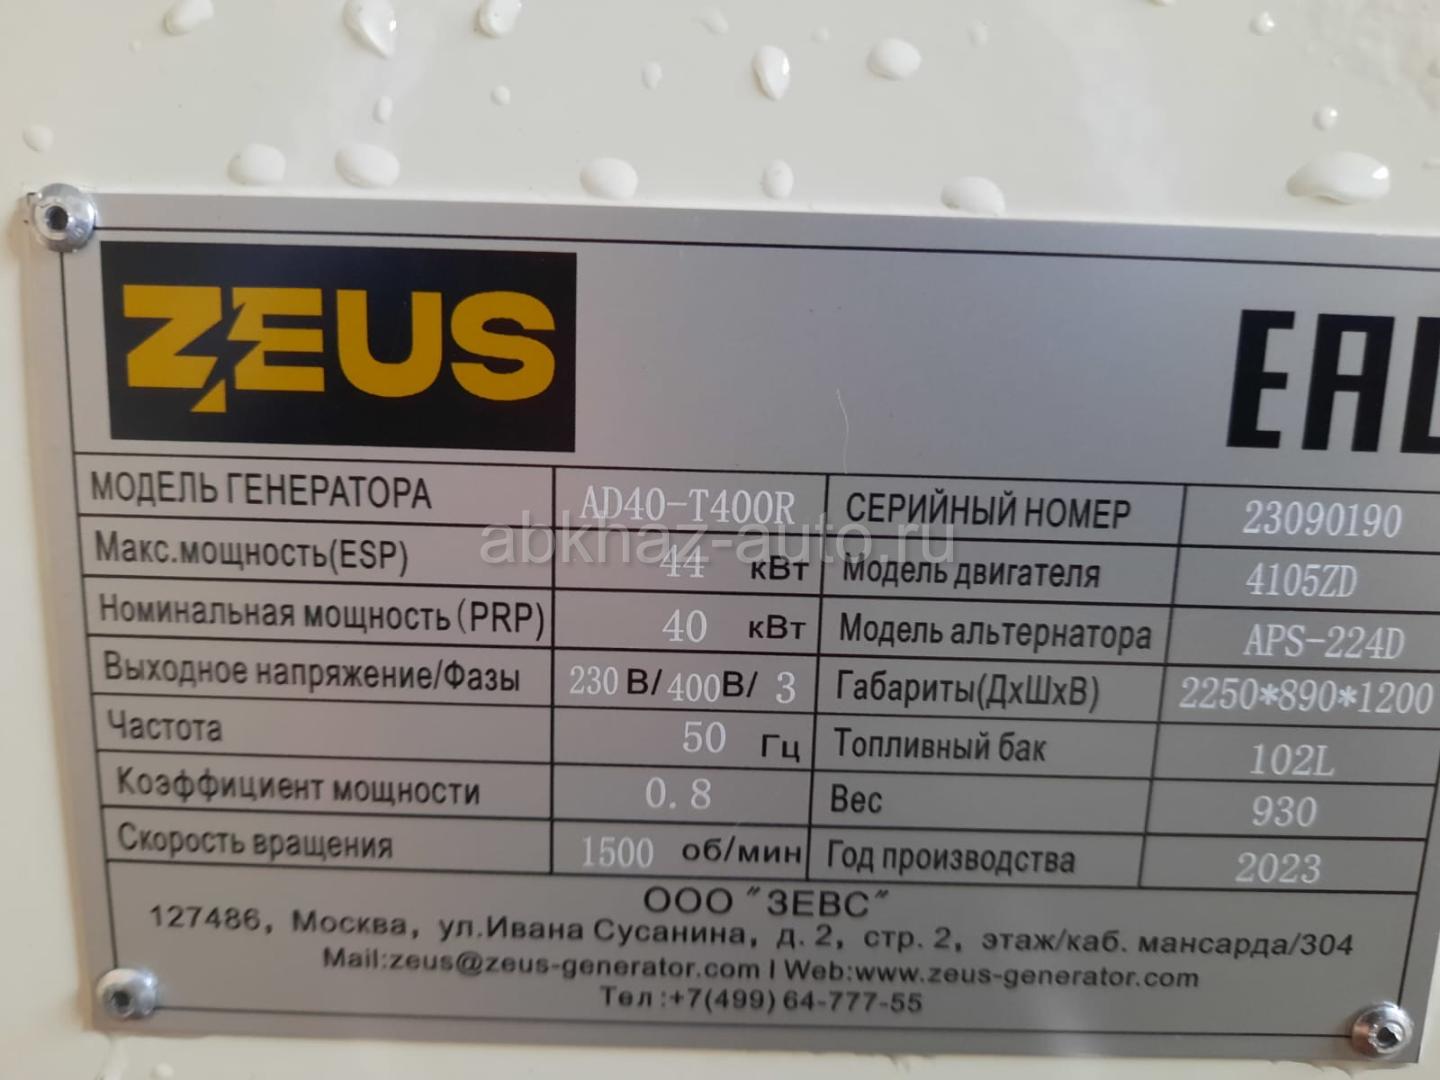 ZEUS
EAC
МОДЕЛЬ ГЕНЕРАТОРА AD40-T400R СЕРИЙНЫЙ НОМЕР 23090190
abkhaz-auto.ru
Макс.мощность(ESP) 44 кВт Модель двигателя 4105ZD
Номинальная мощность(PRP) 40 кВт Модель альтернатора APS-224D
Выходное напряжение/Фазы 230 В/400В/ 3 Габариты(ДхШхВ) 2250*890*1200
Частота 50 Гц Топливный бак 102L
Коэффициент мощности 0.8 Вес 930
Скорость вращения 1500 об/мин Год производства 2023
ООО "ЗЕВС"
127486, Москва, ул.Ивана Сусанина, д. 2, стр. 2, этаж/каб. мансарда/304
Mail:zeus@zeus-generator.com | Web:www.zeus-generator.com
Тел:+7(499) 64-777-55